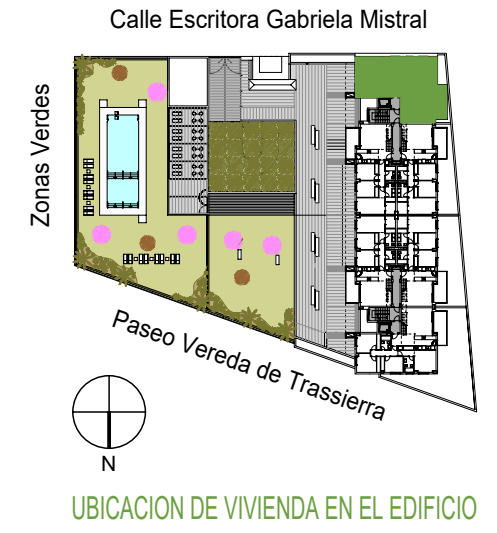 Calle Escritora Gabriela Mistral
Zonas Verdes
Paseo Vereda de Trassierra
N
UBICACION DE VIVIENDA EN EL EDIFICIO